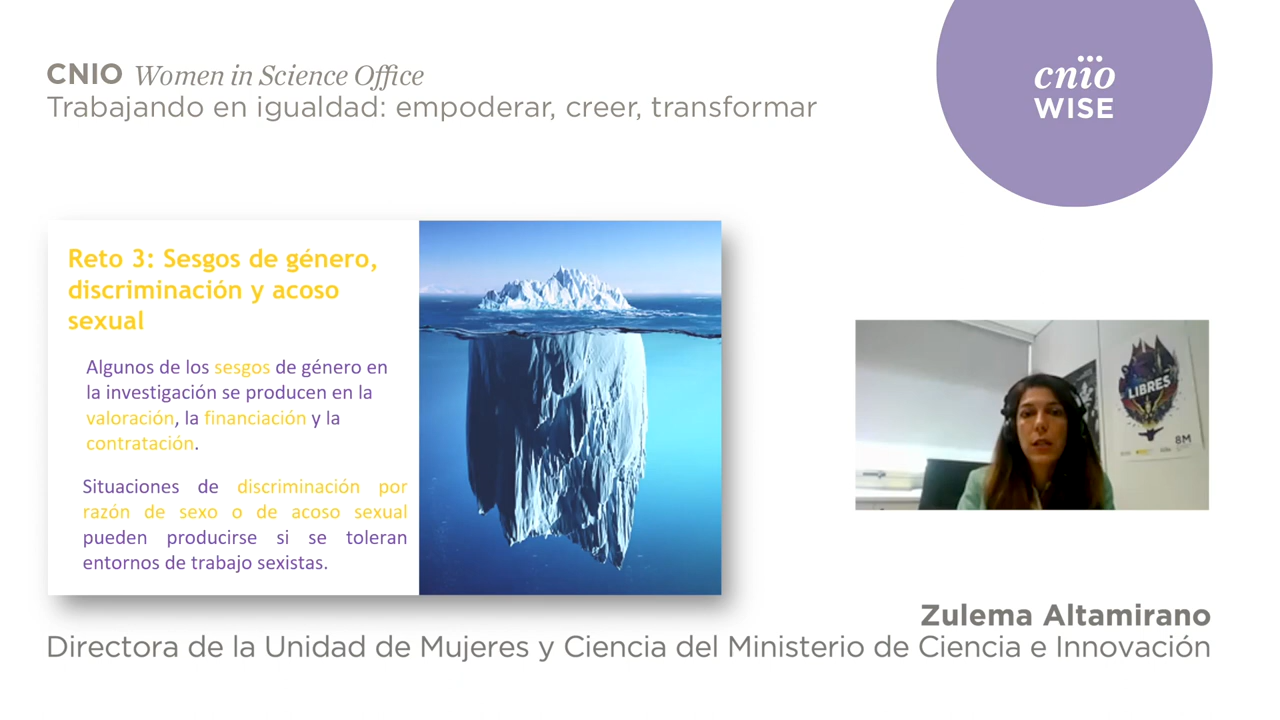 CNIO Women in Science Office
Trabajando en igualdad: empoderar, creer, transformar
cnio
WISE
Reto 3: Sesgos de género,
discriminación y acoso
sexual
Algunos de los sesgos de género en
la investigación se producen en la
valoración, la financiación y la
contratación.
Situaciones de discriminación por
razón de sexo o de acoso sexual
pueden producirse si se toleran
entornos de trabajo sexistas.
LIBRES
8M
Zulema Altamirano
Directora de la Unidad de Mujeres y Ciencia del Ministerio de Ciencia e Innovación